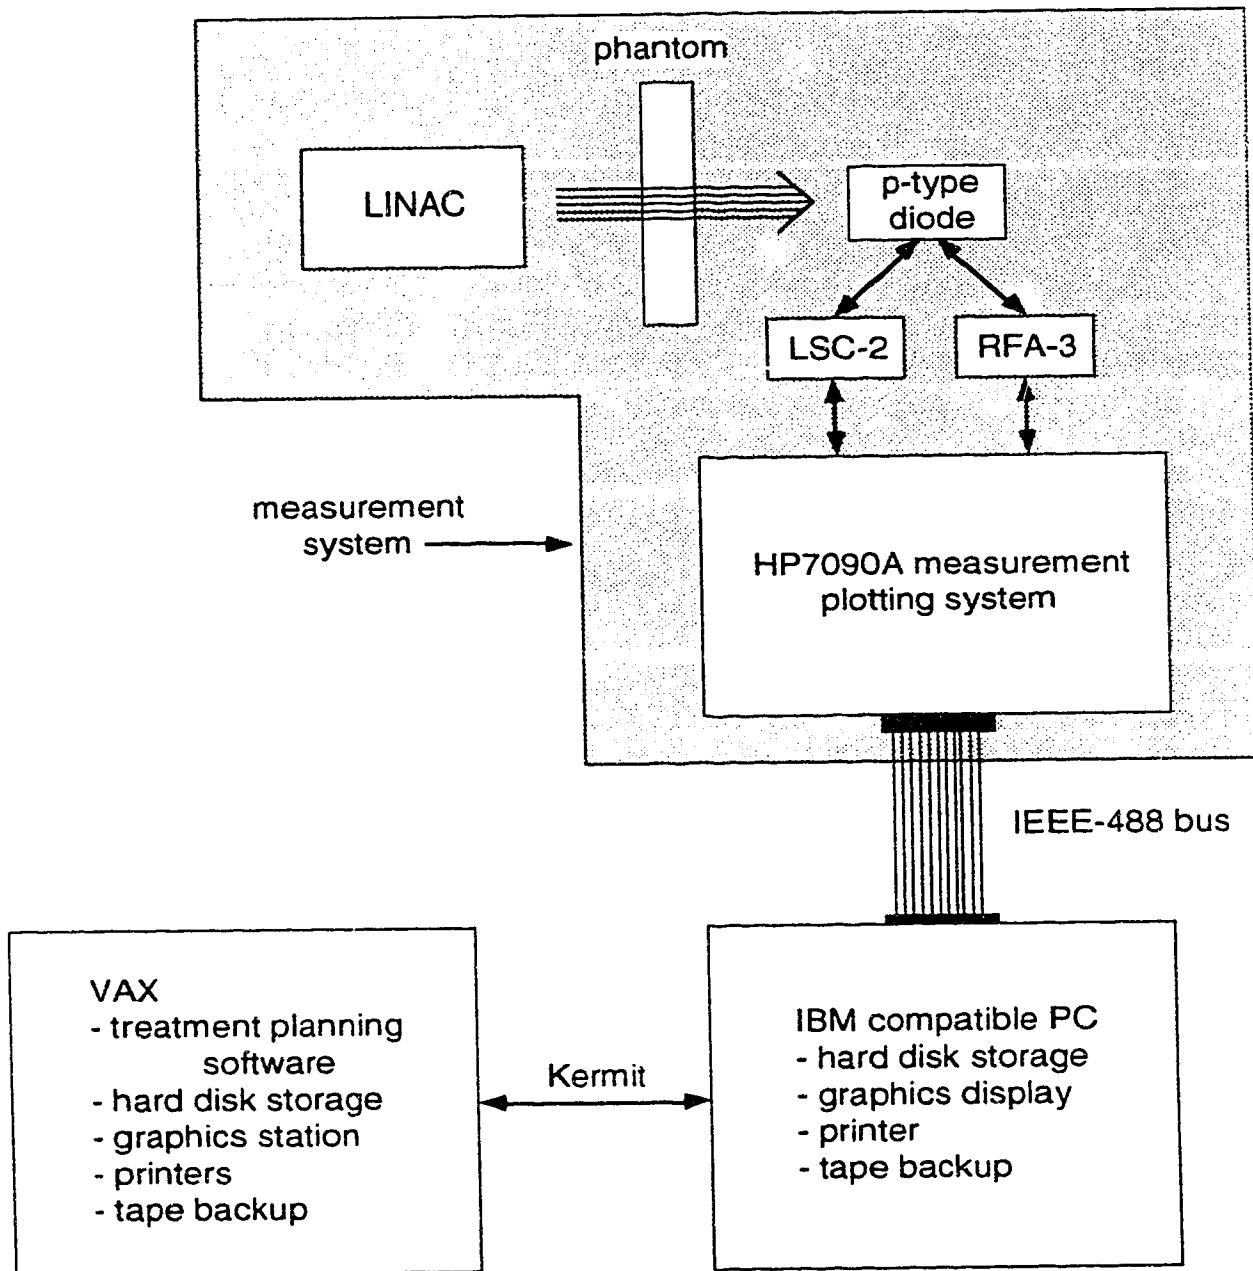 phantom
LINAC
p-type
diode
LSC-2
RFA-3
measurement
system
HP7090A measurement
plotting system
IEEE-488 bus
VAX
- treatment planning
software
- hard disk storage
- graphics station
- printers
- tape backup
Kermit
IBM compatible PC
- hard disk storage
- graphics display
- printer
- tape backup